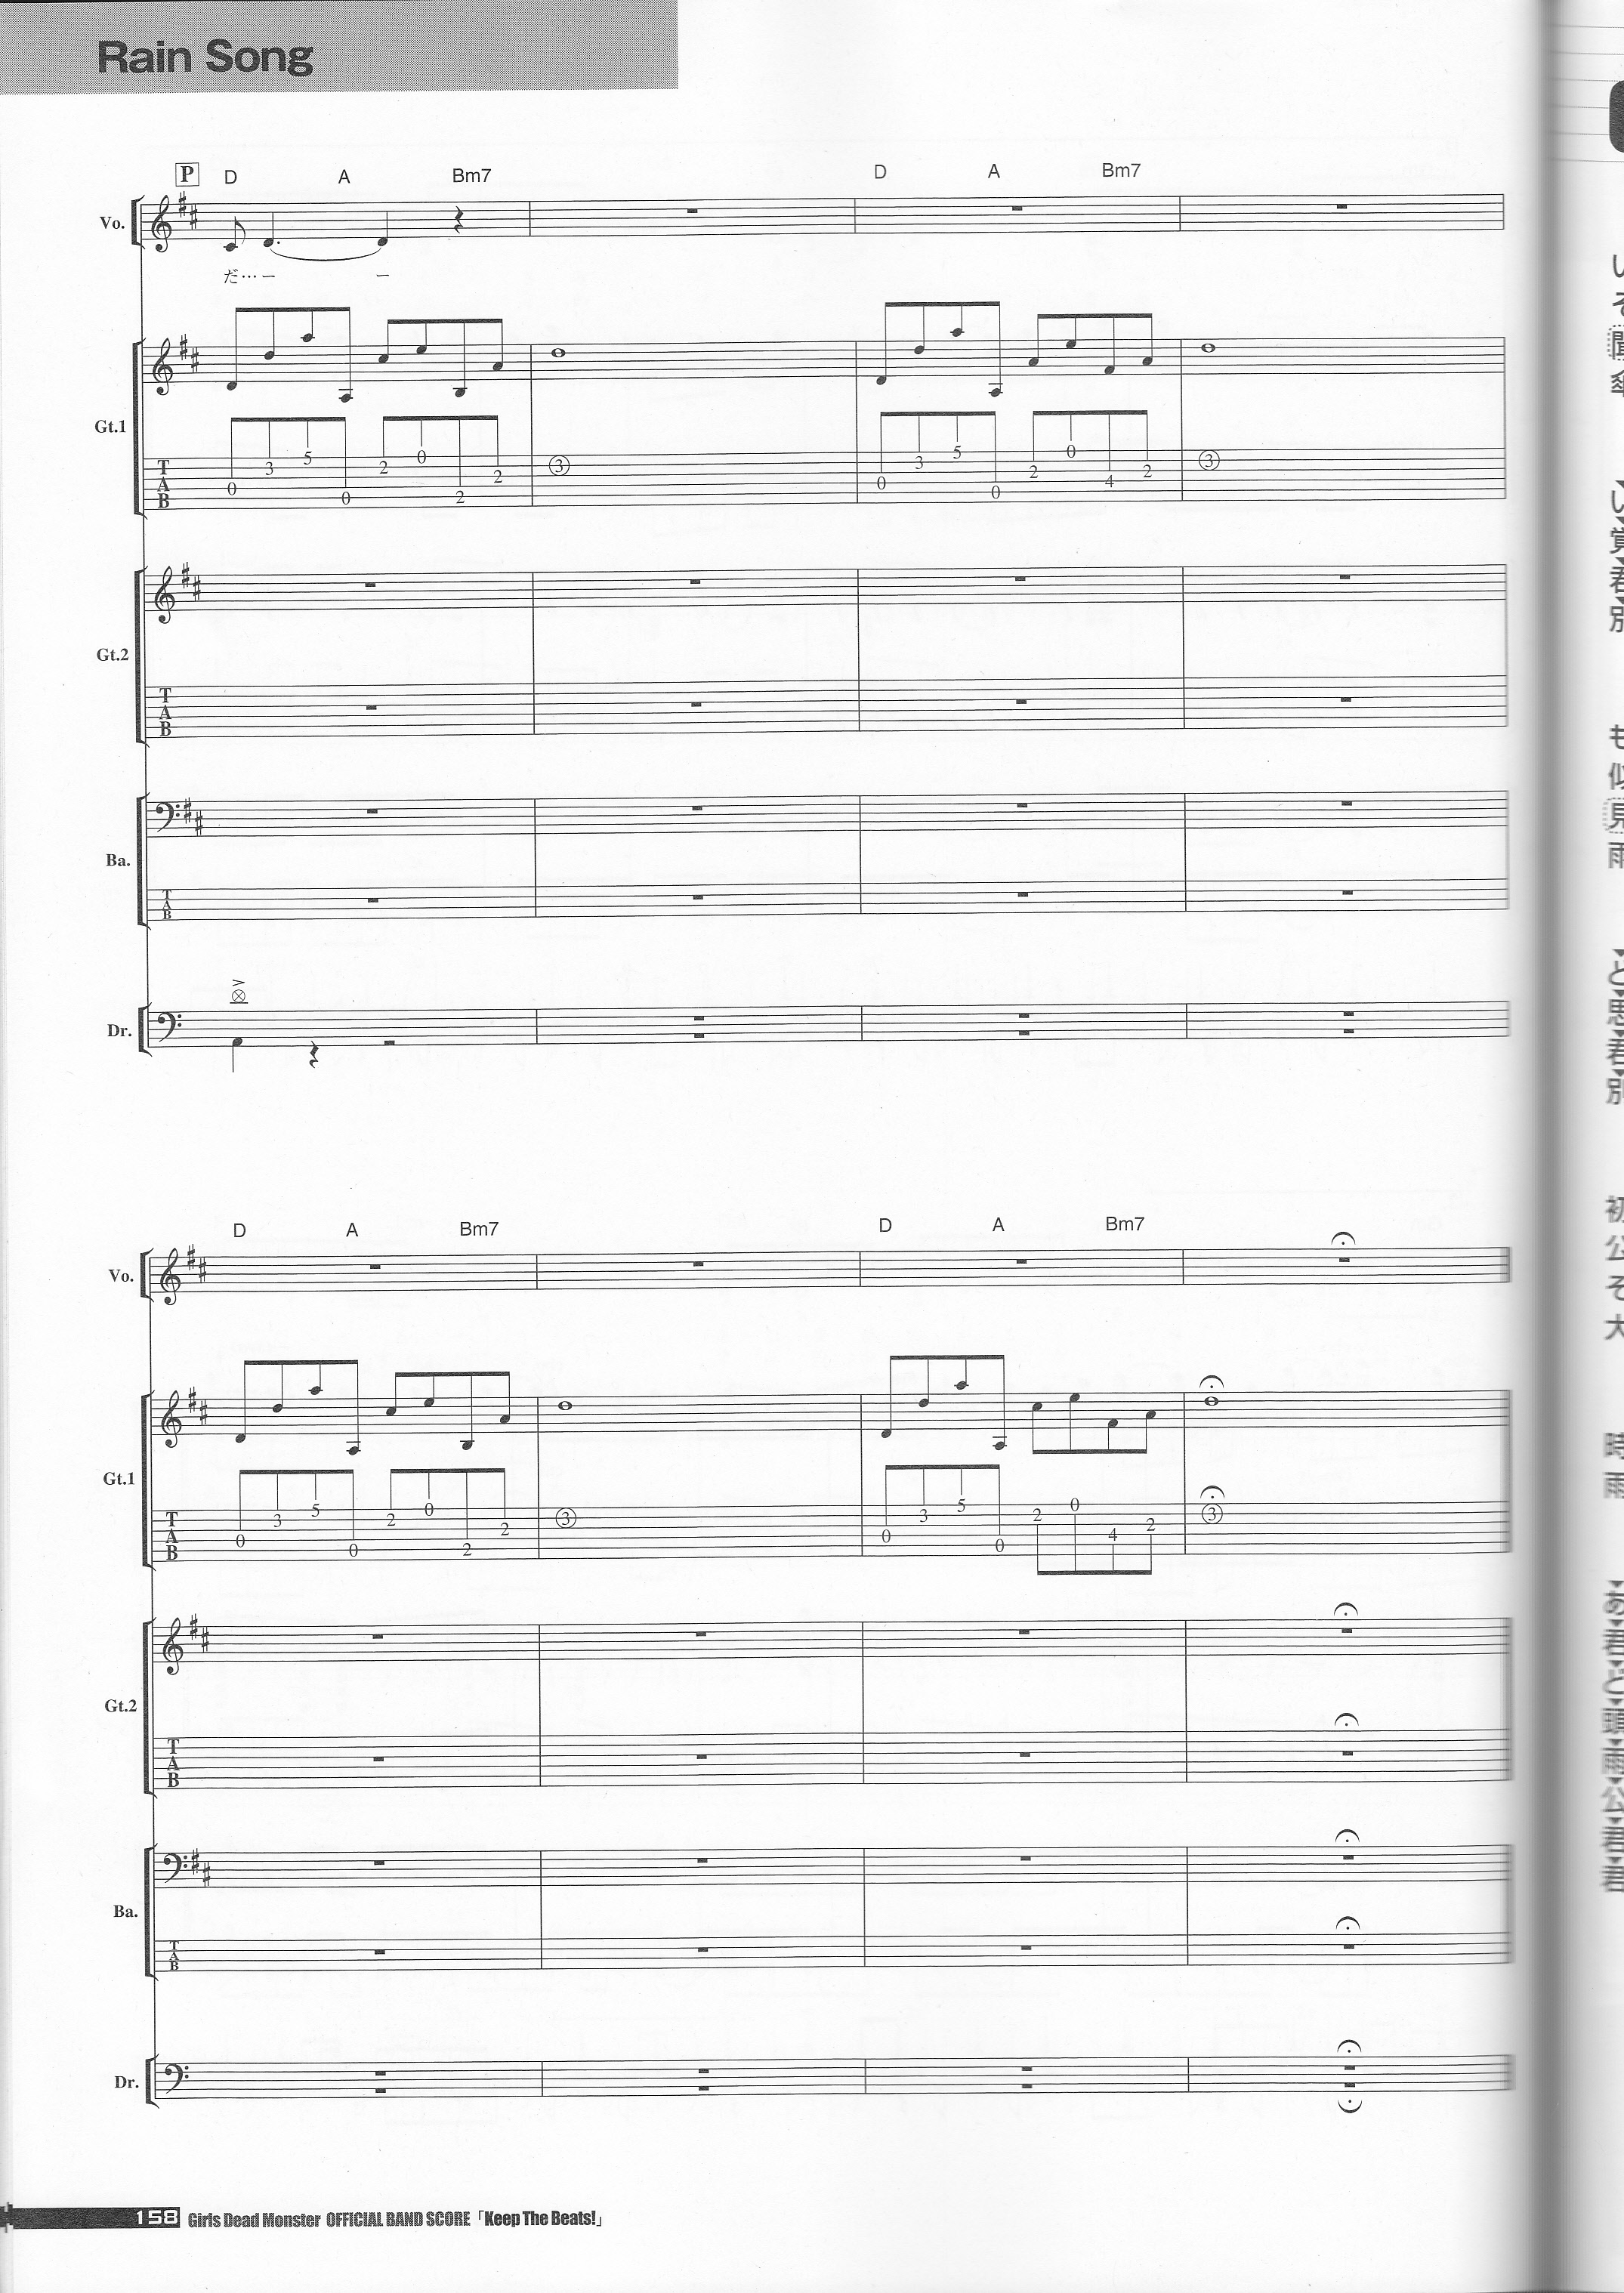 Rain Song
P D A Bm7 D A Bm7
Vo.
だ…ー ー
Gt.1
3 5 2 0 3 5 2 0
T A B 0 0 2 2 3 0 0 4 2 3
Gt.2
T A B
Ba.
T A B
Dr.
D A Bm7 D A Bm7
Vo.
Gt.1
3 5 2 0 3 5 2 0
T A B 0 0 2 2 3 0 0 4 2 3
Gt.2
T A B
Ba.
T A B
Dr.
158 Girls Dead Monster OFFICIAL BAND SCORE「Keep The Beats!」